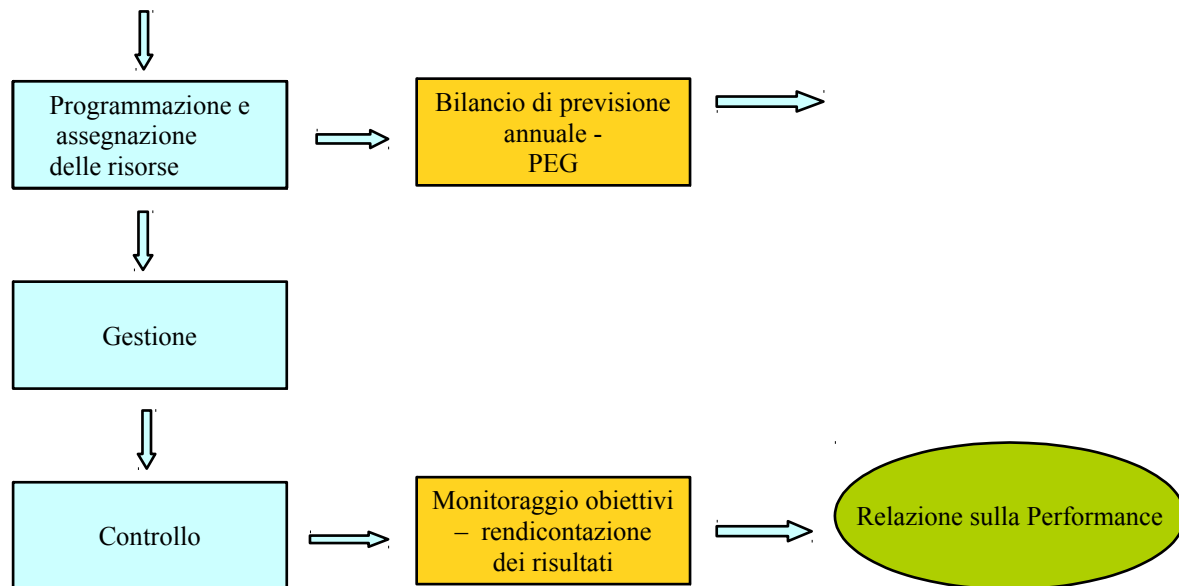 Programmazione e
assegnazione
delle risorse
Bilancio di previsione
annuale -
PEG
Gestione
Controllo
Monitoraggio obiettivi
– rendicontazione
dei risultati
Relazione sulla Performance